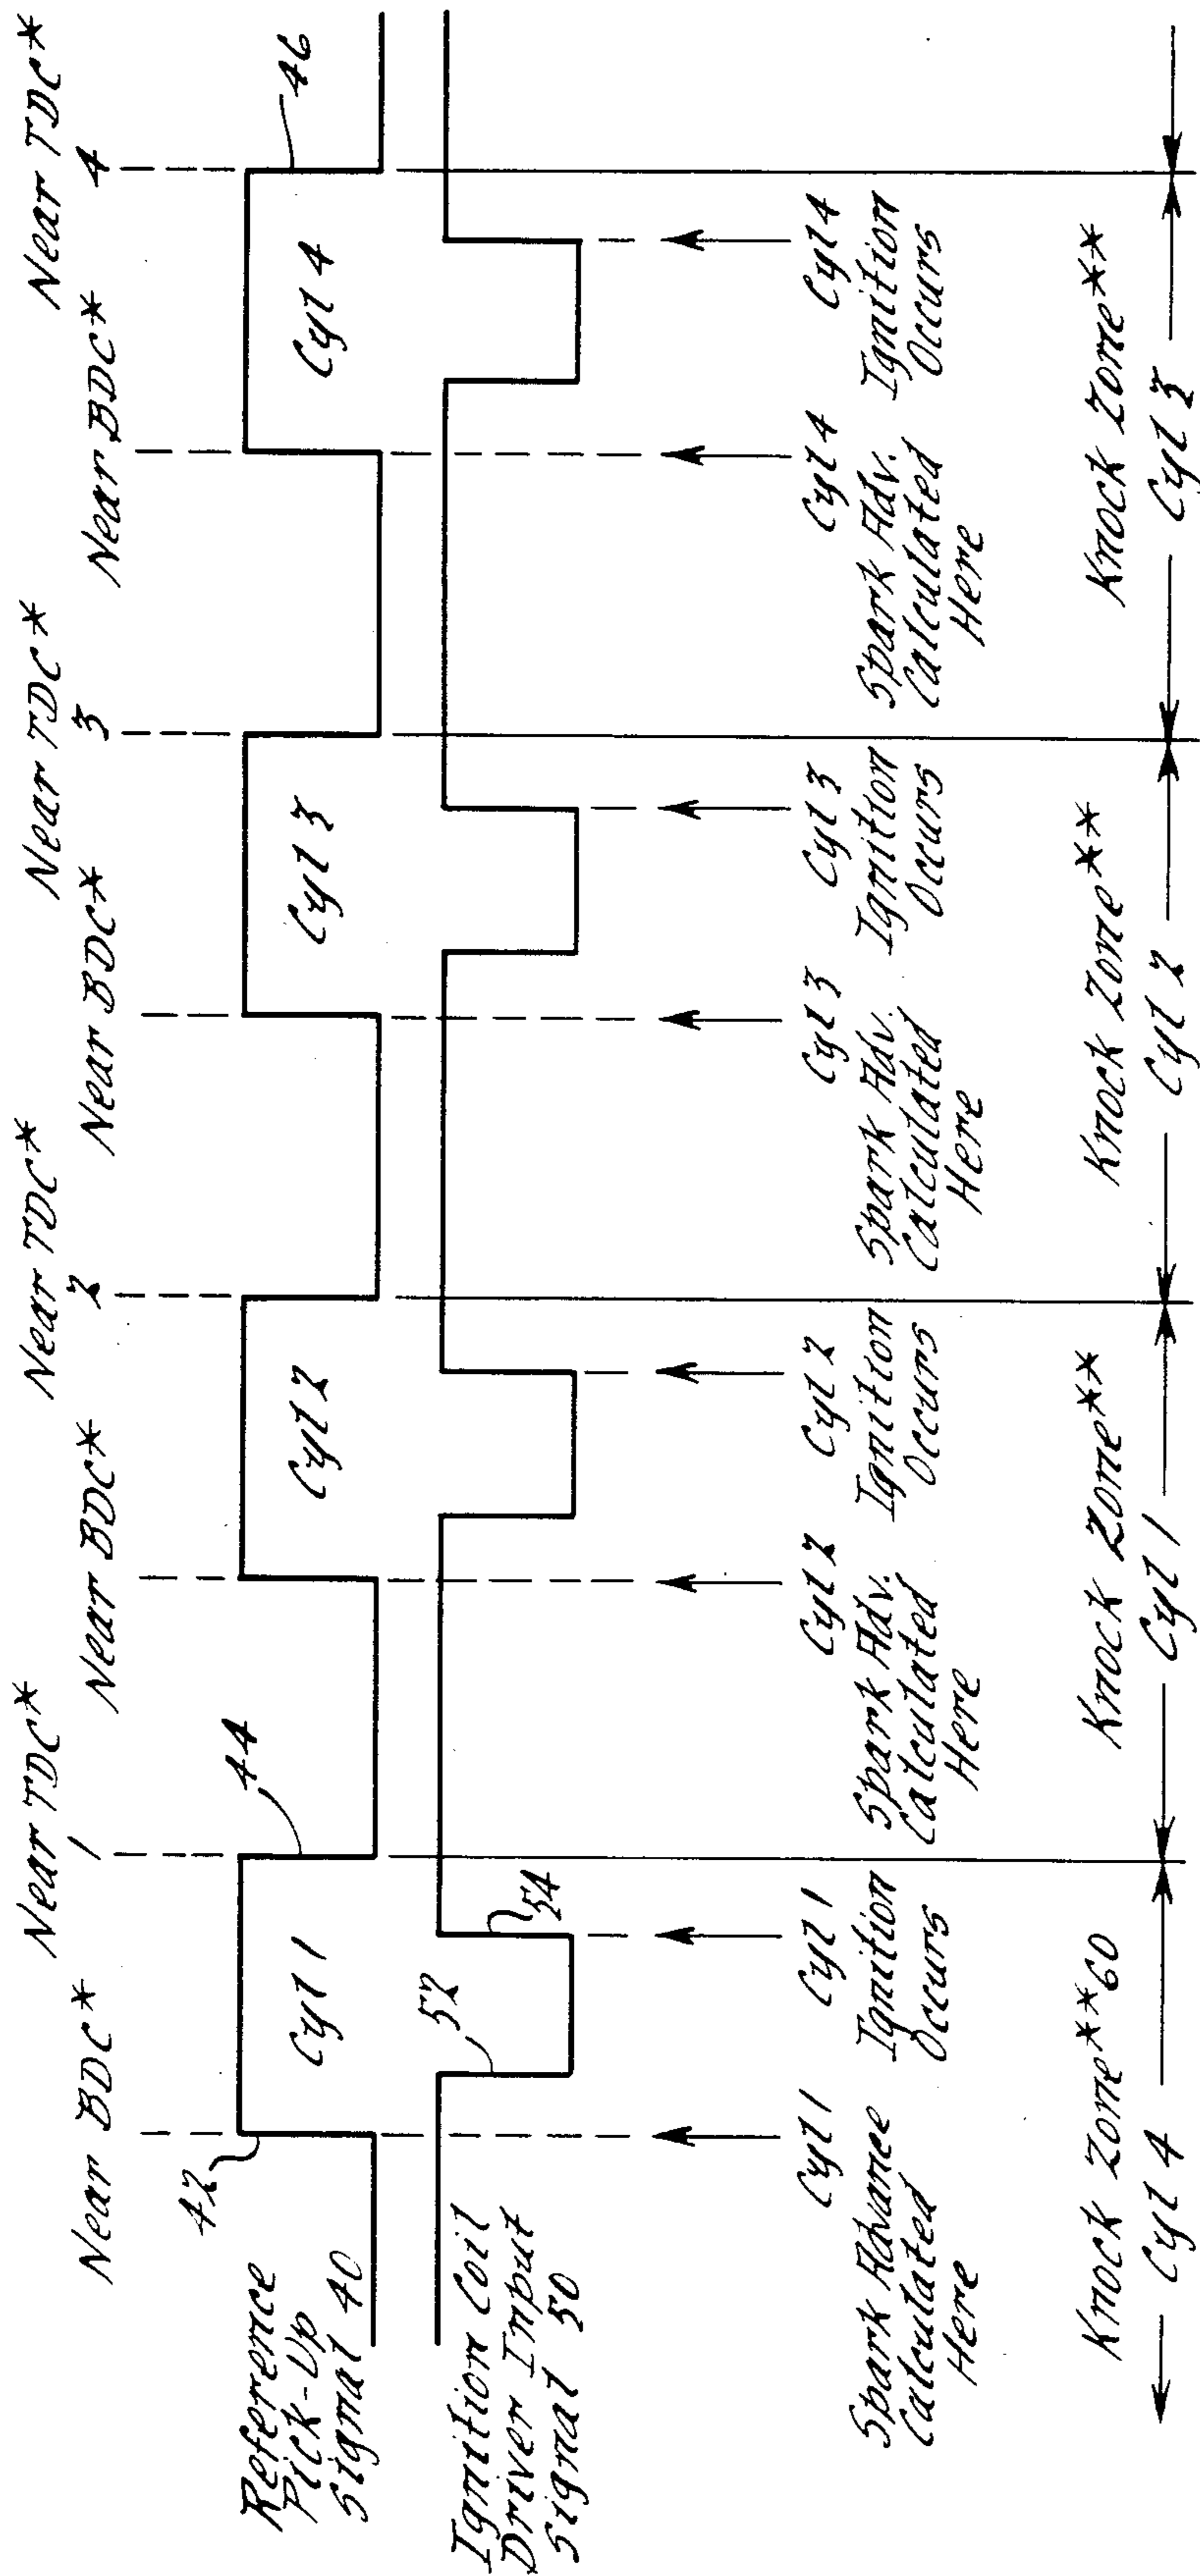 Near BDC*
Near TDC*
1
Near BDC*
Near TDC*
2
Near BDC*
Near TDC*
3
Near BDC*
Near TDC*
4
Reference
Pick-Up
Signal 40
42
Cyl 1
44
Cyl 2
Cyl 3
Cyl 4
46
Ignition Coil
Driver Input
Signal 50
52
54
Cyl 1
Spark Advance
Calculated
Here
Cyl 1
Ignition
Occurs
Cyl 2
Spark Adv.
Calculated
Here
Cyl 2
Ignition
Occurs
Cyl 3
Spark Adv.
Calculated
Here
Cyl 3
Ignition
Occurs
Cyl 4
Spark Adv.
Calculated
Here
Cyl 4
Ignition
Occurs
Knock Zone**60
Cyl 4
Knock Zone**
Cyl 1
Knock Zone**
Cyl 2
Knock Zone**
Cyl 3